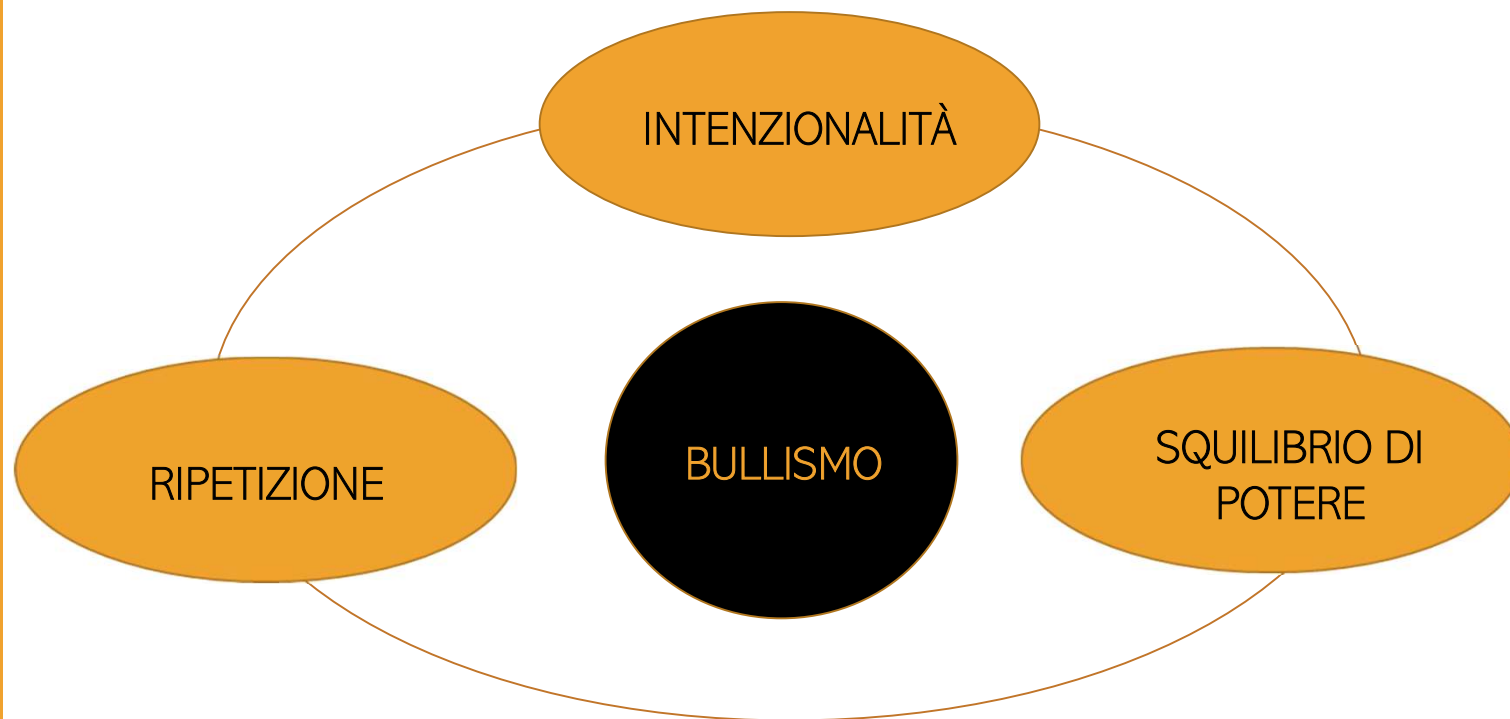 INTENZIONALITÀ
RIPETIZIONE
BULLISMO
SQUILIBRIO DI
POTERE